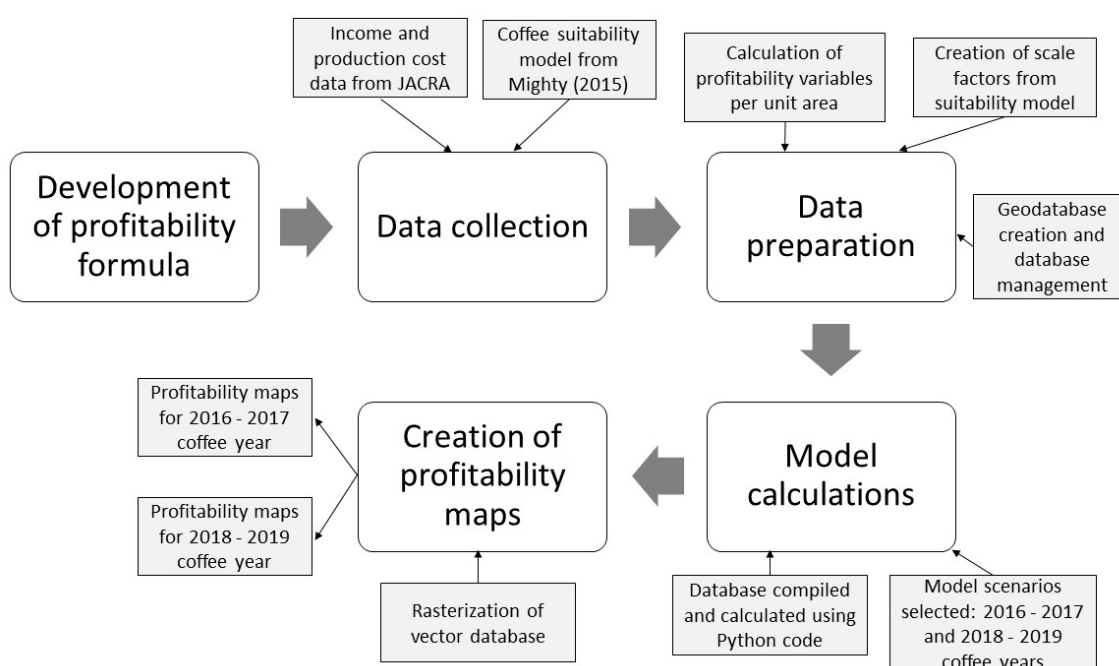 Income and
production cost
data from JACRA
Coffee suitability
model from
Mighty (2015)
Calculation of
profitability variables
per unit area
Creation of scale
factors from
suitability model
Development
of profitability
formula
Data collection
Data
preparation
Geodatabase
creation and
database
management
Profitability maps
for 2016 - 2017
coffee year
Profitability maps
for 2018 - 2019
coffee year
Creation of
profitability
maps
Model
calculations
Rasterization of
vector database
Database compiled
and calculated using
Python code
Model scenarios
selected: 2016 - 2017
and 2018 - 2019
coffee years